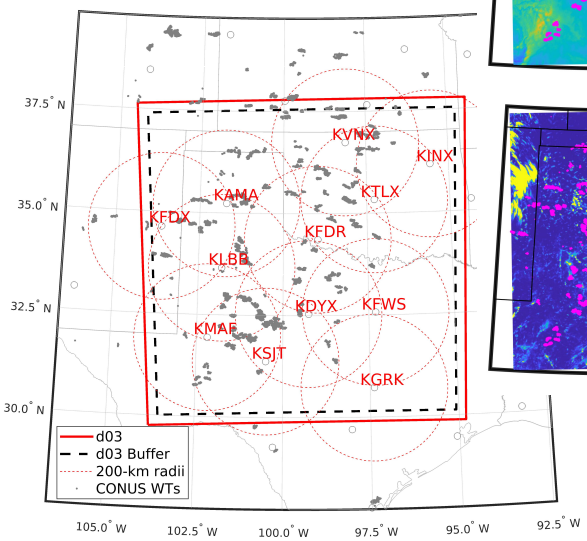 37.5° N
KVNX
KINX
KAMA
KTLX
35.0° N
KFDX
KFDR
KLBB
32.5° N
KDYX
KFWS
KMAF
KSJT
KGRK
30.0° N
d03
d03 Buffer
200-km radii
CONUS WTs
105.0° W
102.5° W
100.0° W
97.5° W
95.0° W
92.5°